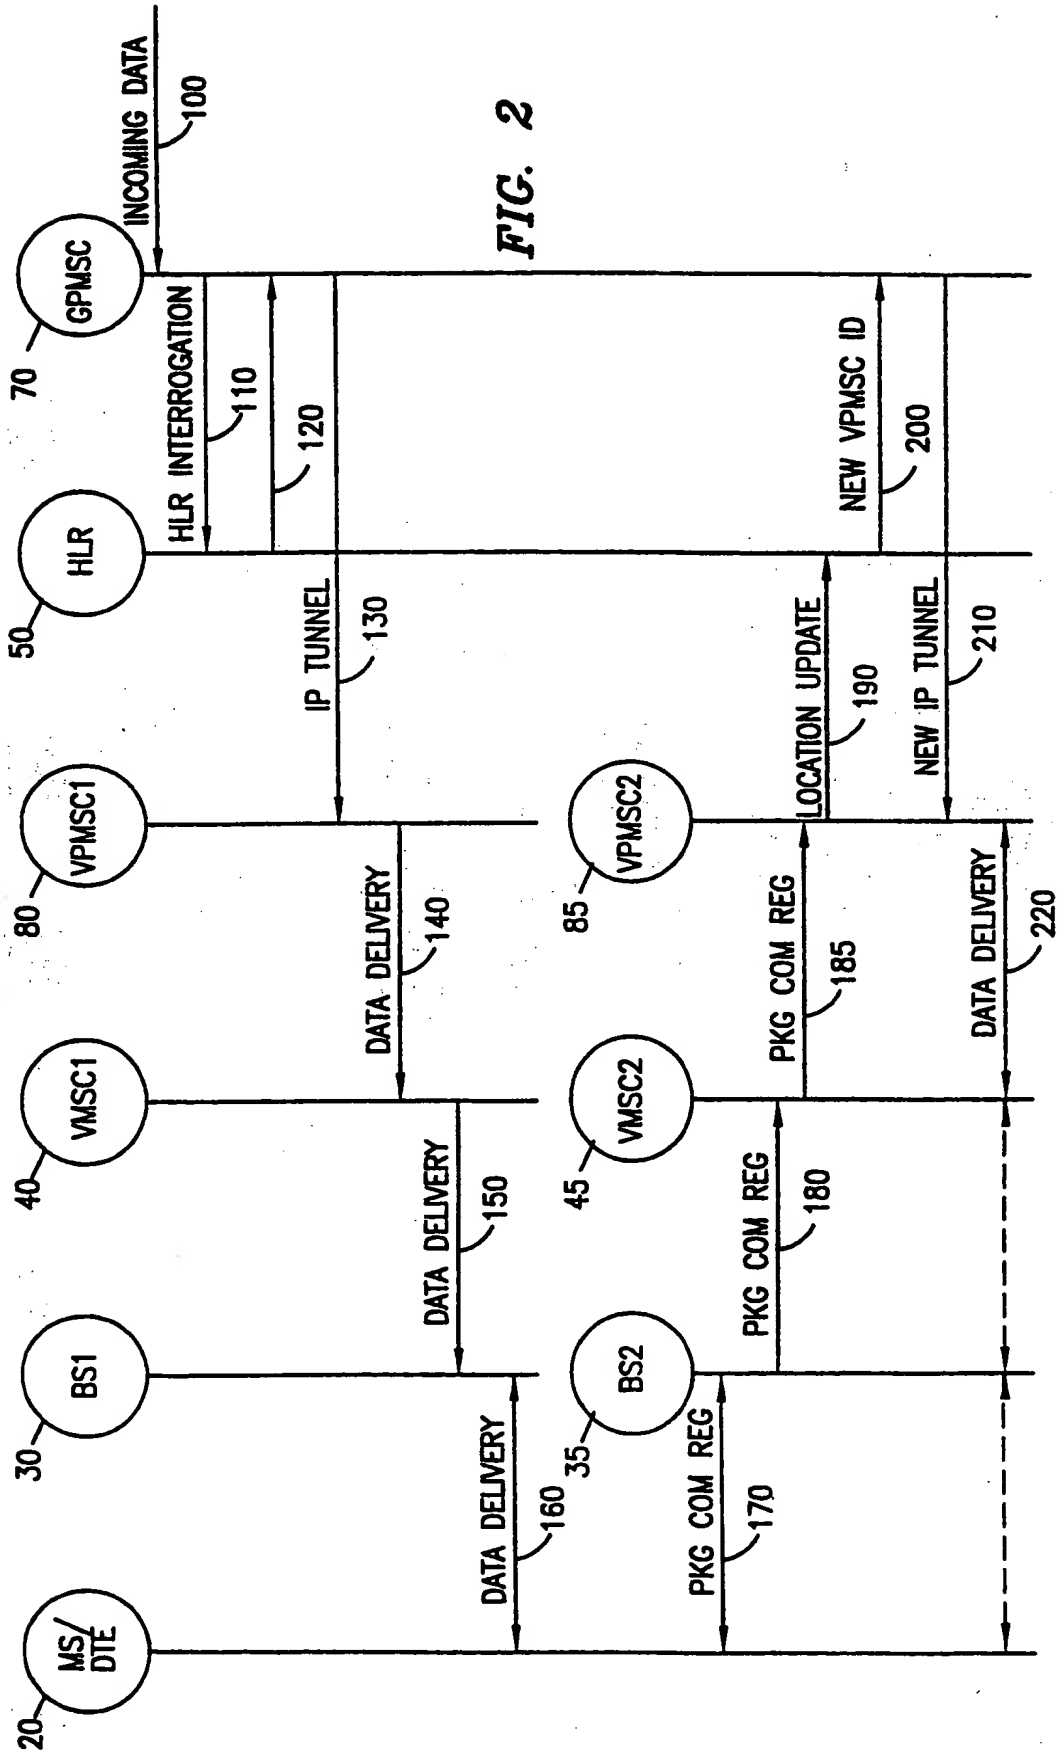 20
MS/
DTE
30
BS1
40
VMSC1
80
VPMSC1
50
HLR
70
GPMSC
INCOMING DATA
100
HLR INTERROGATION
110
120
IP TUNNEL
130
DATA DELIVERY
140
DATA DELIVERY
150
DATA DELIVERY
160
35
BS2
45
VMSC2
85
VPMSC2
PKG COM REG
170
PKG COM REG
180
PKG COM REG
185
LOCATION UPDATE
190
NEW VPMSC ID
200
NEW IP TUNNEL
210
DATA DELIVERY
220
FIG. 2